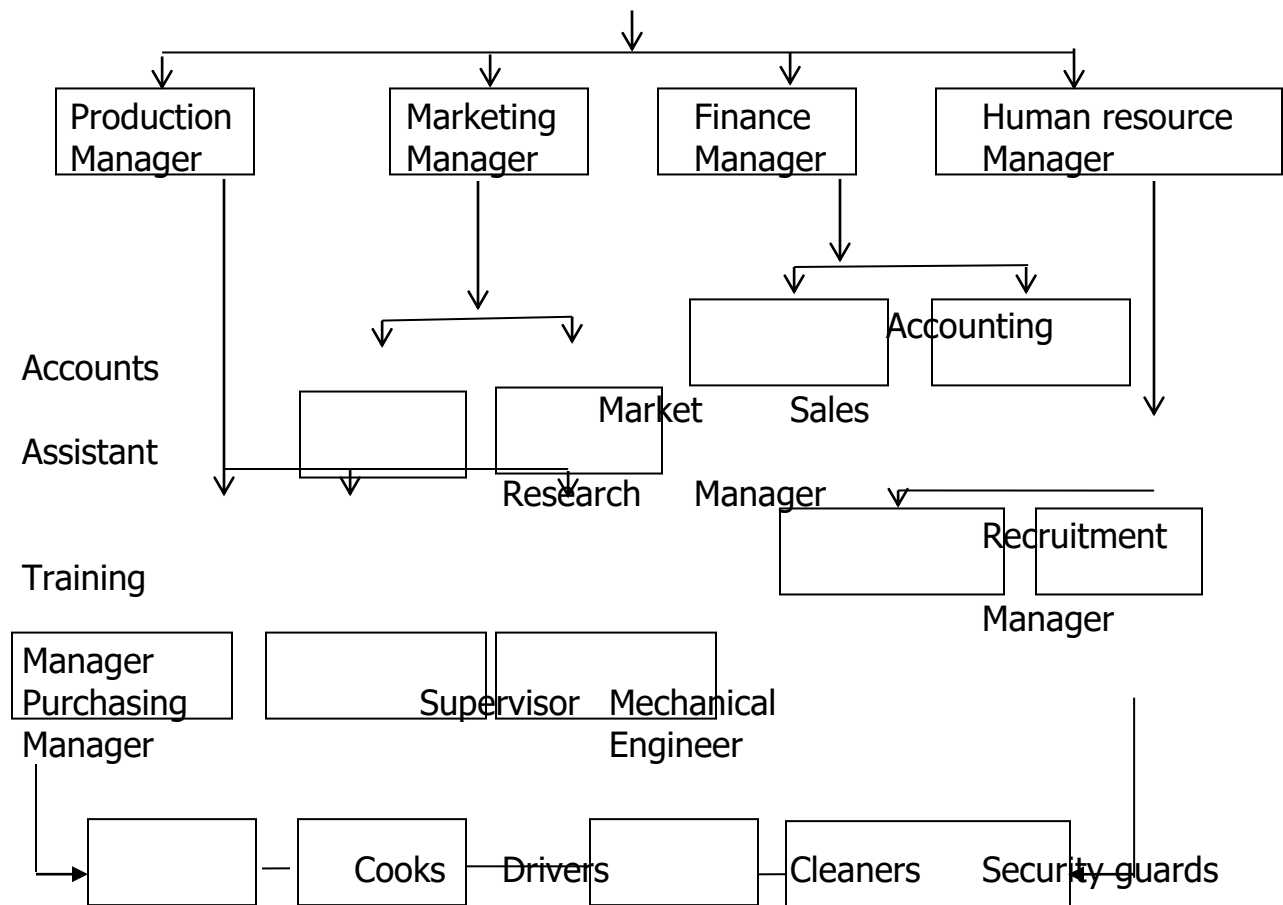 Production Marketing Finance Human resource
Manager Manager Manager Manager
Accounting
Accounts
Market Sales
Assistant
Research Manager
Recruitment
Training
Manager
Manager
Purchasing Supervisor Mechanical
Manager Engineer
Cooks Drivers Cleaners Security guards